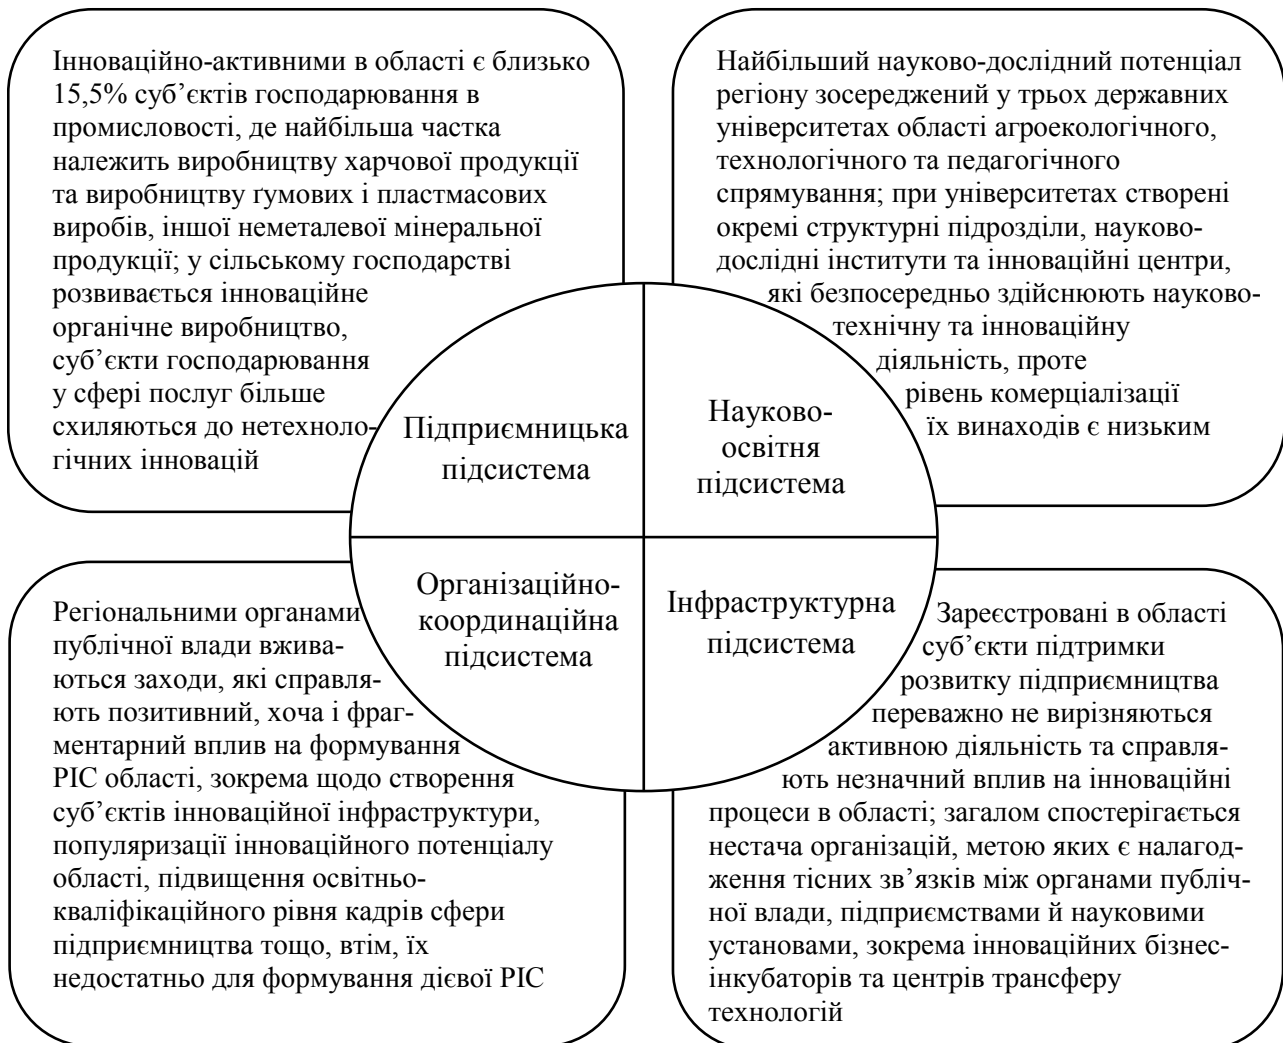 Інноваційно-активними в області є близько
15,5% суб’єктів господарювання в
промисловості, де найбільша частка
належить виробництву харчової продукції
та виробництву ґумових і пластмасових
виробів, іншої неметалевої мінеральної
продукції; у сільському господарстві
розвивається інноваційне
органічне виробництво,
суб’єкти господарювання
у сфері послуг більше
схиляються до нетехноло-
гічних інновацій
Найбільший науково-дослідний потенціал
регіону зосереджений у трьох державних
університетах області агроекологічного,
технологічного та педагогічного
спрямування; при університетах створені
окремі структурні підрозділи, науково-
дослідні інститути та інноваційні центри,
які безпосередньо здійснюють науково-
технічну та інноваційну
діяльність, проте
рівень комерціалізації
їх винаходів є низьким
Підприємницька
підсистема
Науково-
освітня
підсистема
Організаційно-
координаційна
підсистема
Інфраструктурна
підсистема
Регіональними органами
публічної влади вжива-
ються заходи, які справля-
ють позитивний, хоча і фраг-
ментарний вплив на формування
РІС області, зокрема щодо створення
суб’єктів інноваційної інфраструктури,
популяризації інноваційного потенціалу
області, підвищення освітньо-
кваліфікаційного рівня кадрів сфери
підприємництва тощо, втім, їх
недостатньо для формування дієвої РІС
Зареєстровані в області
суб’єкти підтримки
розвитку підприємництва
переважно не вирізняються
активною діяльність та справля-
ють незначний вплив на інноваційні
процеси в області; загалом спостерігається
нестача організацій, метою яких є налагод-
ження тісних зв’язків між органами публіч-
ної влади, підприємствами й науковими
установами, зокрема інноваційних бізнес-
інкубаторів та центрів трансферу
технологій